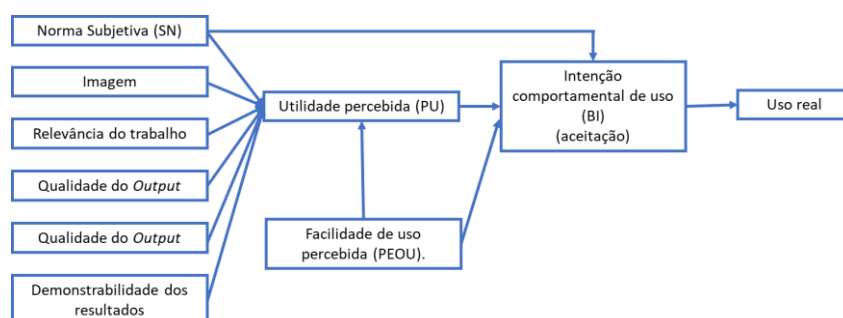 Norma Subjetiva (SN)
Imagem
Relevância do trabalho
Qualidade do Output
Qualidade do Output
Demonstrabilidade dos
resultados
Utilidade percebida (PU)
Facilidade de uso
percebida (PEOU).
Intenção
comportamental de uso
(BI)
(aceitação)
Uso real